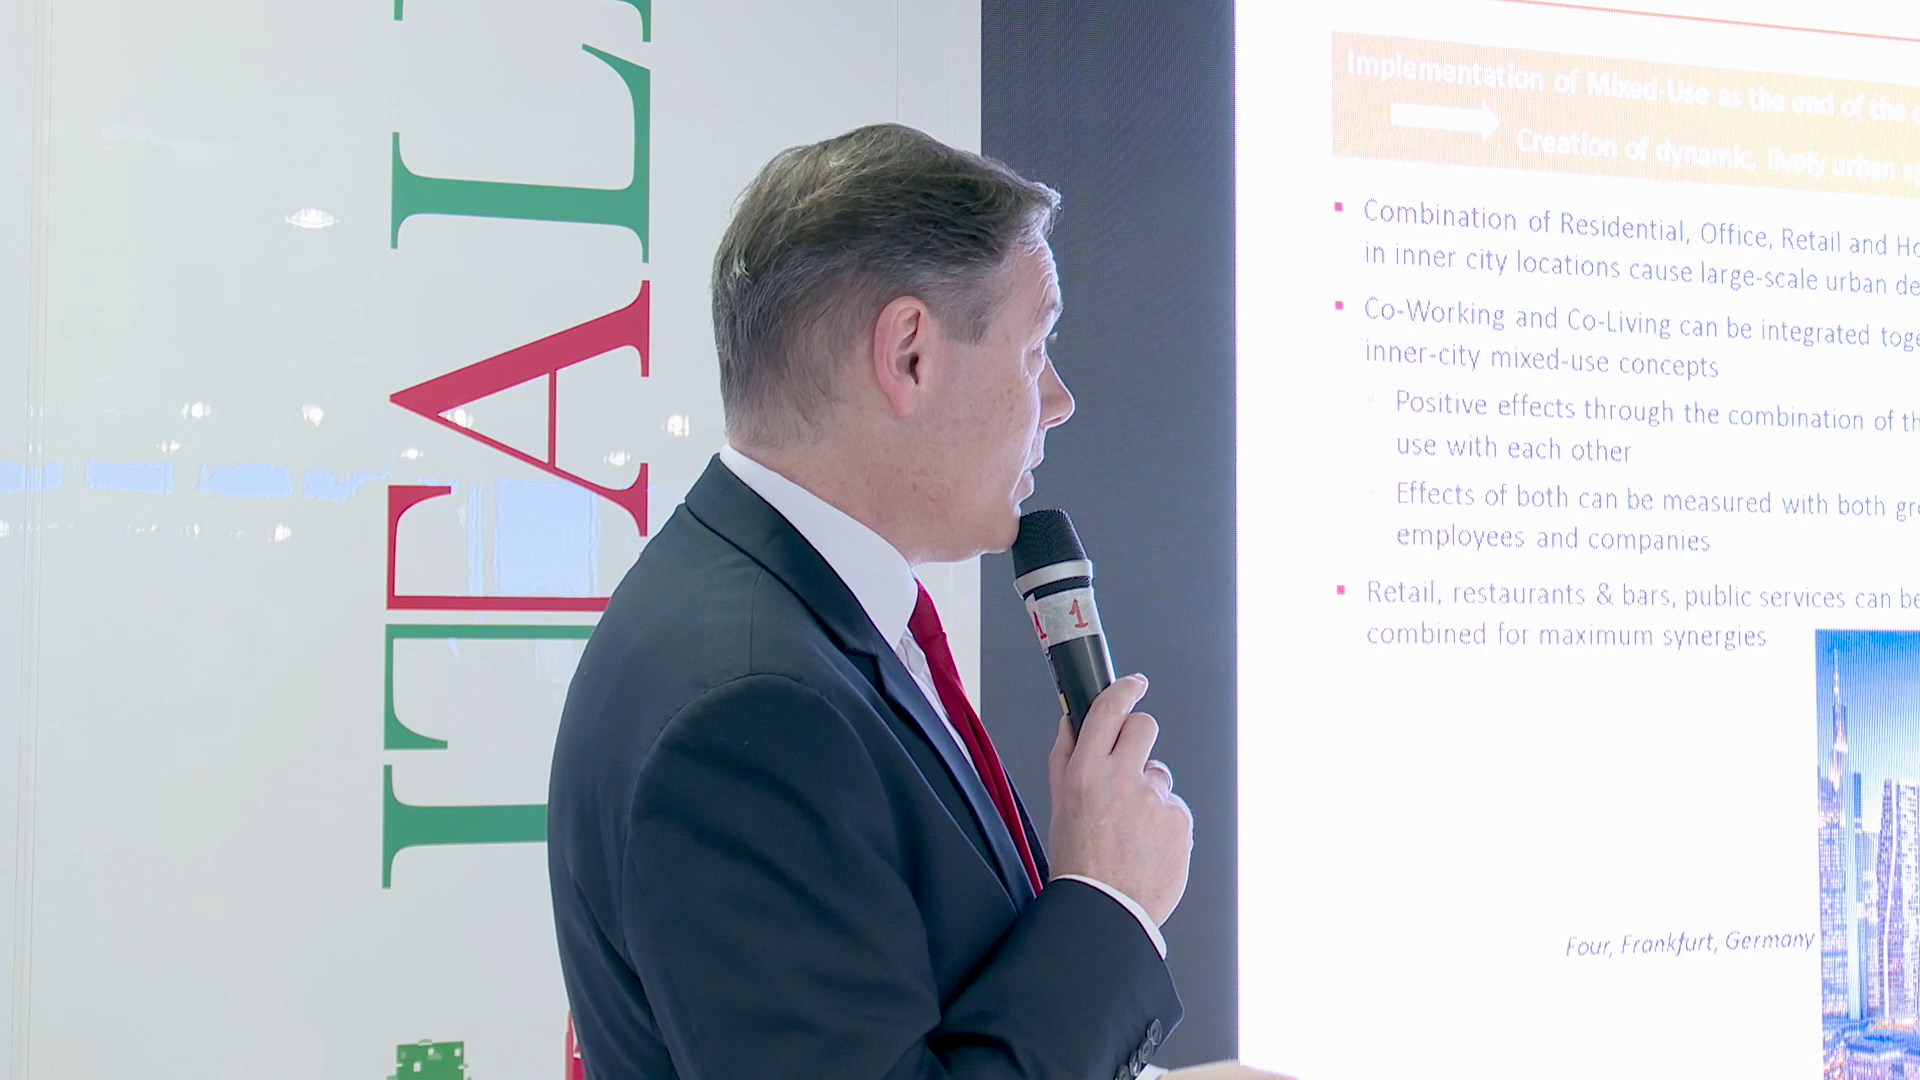 ITALI
Implementation of Mixed-Use as the end of the
Creation of dynamic, lively urban
Combination of Residential, Office, Retail and
in inner city locations cause large-scale urban
Co-Working and Co-Living can be integrated
inner-city mixed-use concepts
Positive effects through the combination of
use with each other
Effects of both can be measured with both
employees and companies
Retail, restaurants & bars, public services can
combined for maximum synergies
Four, Frankfurt, Germany
1 1